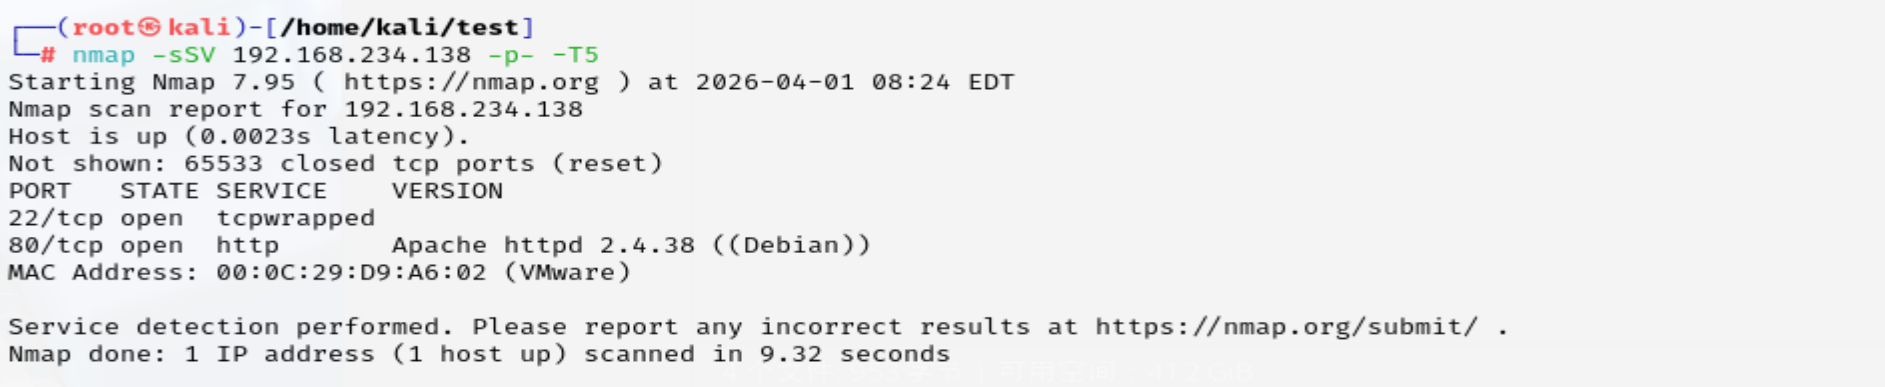 ┌──(root㉿kali)-[/home/kali/test]
└─# nmap -sSV 192.168.234.138 -p- -T5
Starting Nmap 7.95 ( https://nmap.org ) at 2026-04-01 08:24 EDT
Nmap scan report for 192.168.234.138
Host is up (0.0023s latency).
Not shown: 65533 closed tcp ports (reset)
PORT   STATE SERVICE    VERSION
22/tcp open  tcpwrapped
80/tcp open  http       Apache httpd 2.4.38 ((Debian))
MAC Address: 00:0C:29:D9:A6:02 (VMware)
Service detection performed. Please report any incorrect results at https://nmap.org/submit/ .
Nmap done: 1 IP address (1 host up) scanned in 9.32 seconds